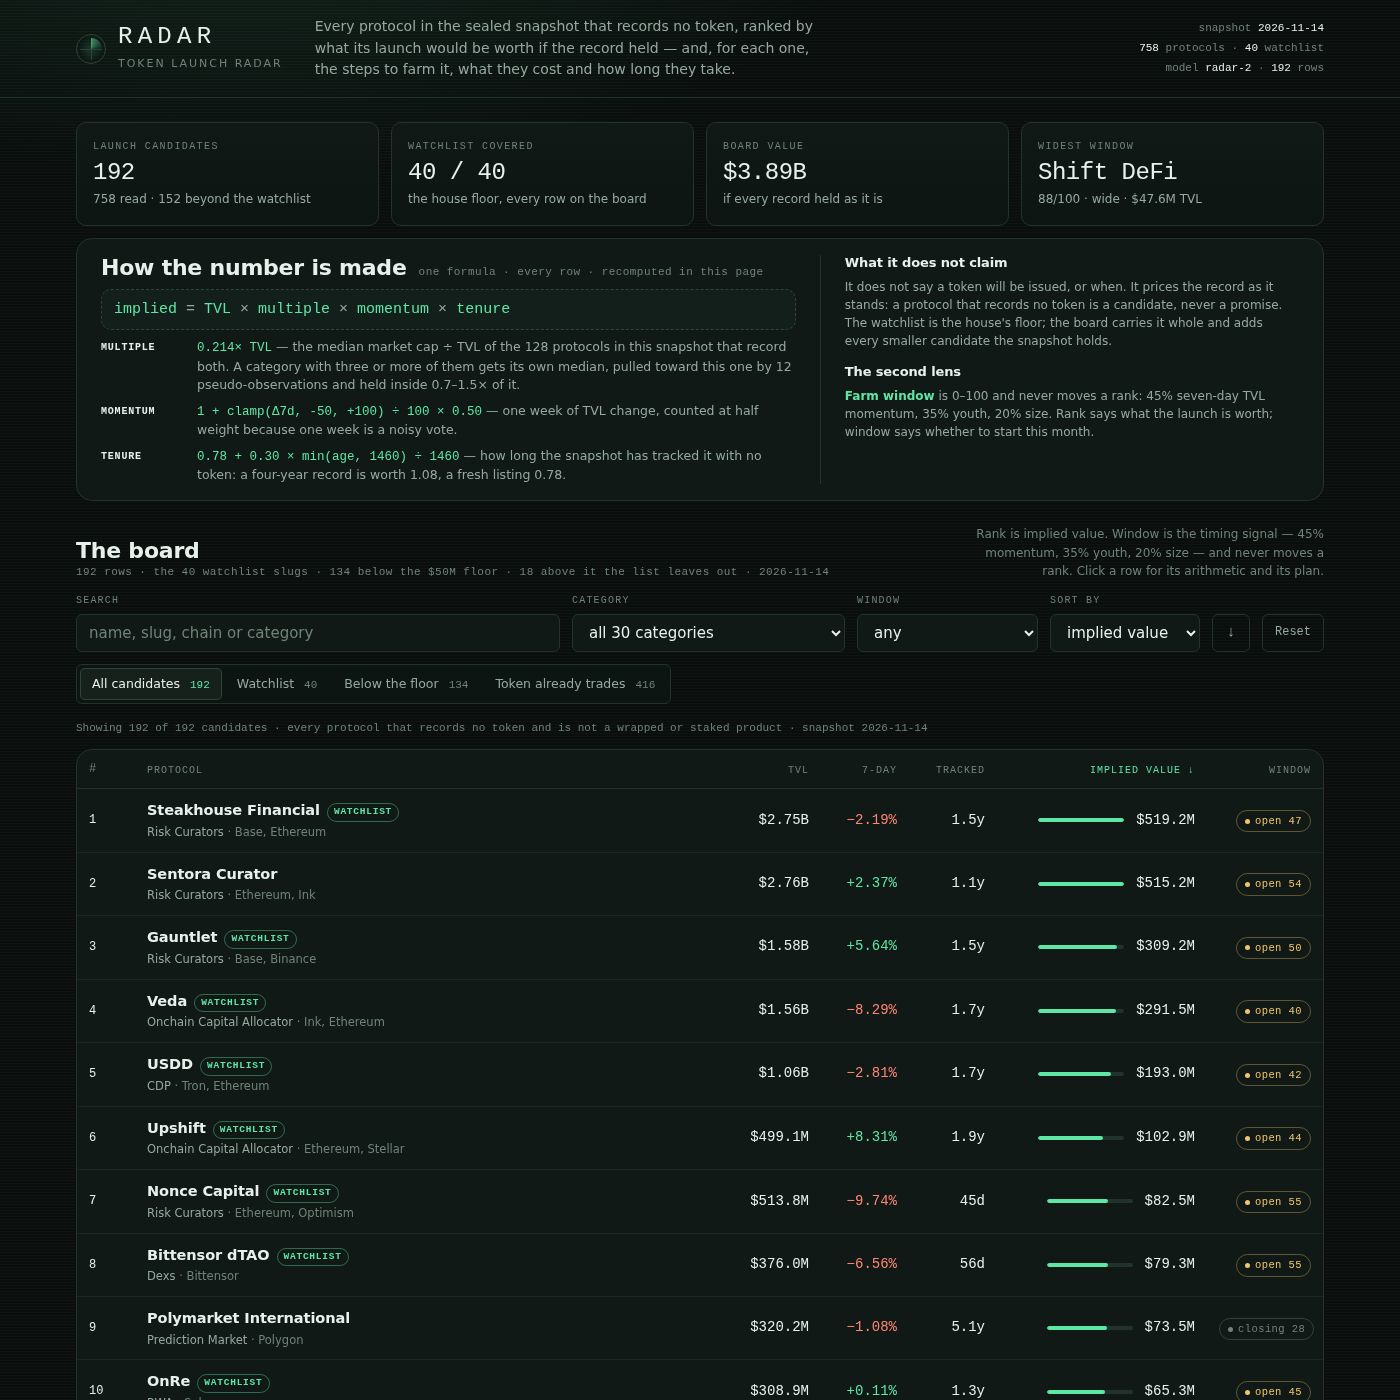 RADAR
TOKEN LAUNCH RADAR
Every protocol in the sealed snapshot that records no token, ranked by
what its launch would be worth if the record held — and, for each one,
the steps to farm it, what they cost and how long they take.
snapshot 2026-11-14
758 protocols · 40 watchlist
model radar-2 · 192 rows
LAUNCH CANDIDATES
192
758 read · 152 beyond the watchlist
WATCHLIST COVERED
40 / 40
the house floor, every row on the board
BOARD VALUE
$3.89B
if every record held as it is
WIDEST WINDOW
Shift DeFi
88/100 · wide · $47.6M TVL
How the number is made one formula · every row · recomputed in this page
implied = TVL × multiple × momentum × tenure
MULTIPLE 0.214× TVL — the median market cap ÷ TVL of the 128 protocols in this snapshot that record
both. A category with three or more of them gets its own median, pulled toward this one by 12
pseudo-observations and held inside 0.7–1.5× of it.
MOMENTUM 1 + clamp(Δ7d, -50, +100) ÷ 100 × 0.50 — one week of TVL change, counted at half
weight because one week is a noisy vote.
TENURE 0.78 + 0.30 × min(age, 1460) ÷ 1460 — how long the snapshot has tracked it with no
token: a four-year record is worth 1.08, a fresh listing 0.78.
What it does not claim
It does not say a token will be issued, or when. It prices the record as it
stands: a protocol that records no token is a candidate, never a promise.
The watchlist is the house's floor; the board carries it whole and adds
every smaller candidate the snapshot holds.
The second lens
Farm window is 0–100 and never moves a rank: 45% seven-day TVL
momentum, 35% youth, 20% size. Rank says what the launch is worth;
window says whether to start this month.
The board
192 rows · the 40 watchlist slugs · 134 below the $50M floor · 18 above it the list leaves out · 2026-11-14
Rank is implied value. Window is the timing signal — 45%
momentum, 35% youth, 20% size — and never moves a
rank. Click a row for its arithmetic and its plan.
SEARCH CATEGORY WINDOW SORT BY
name, slug, chain or category all 30 categories any implied value ↓ Reset
All candidates 192 Watchlist 40 Below the floor 134 Token already trades 416
Showing 192 of 192 candidates · every protocol that records no token and is not a wrapped or staked product · snapshot 2026-11-14
# PROTOCOL TVL 7-DAY TRACKED IMPLIED VALUE ↓ WINDOW
1 Steakhouse Financial WATCHLIST $2.75B −2.19% 1.5y $519.2M open 47
Risk Curators · Base, Ethereum
2 Sentora Curator $2.76B +2.37% 1.1y $515.2M open 54
Risk Curators · Ethereum, Ink
3 Gauntlet WATCHLIST $1.58B +5.64% 1.5y $309.2M open 50
Risk Curators · Base, Binance
4 Veda WATCHLIST $1.56B −8.29% 1.7y $291.5M open 40
Onchain Capital Allocator · Ink, Ethereum
5 USDD WATCHLIST $1.06B −2.81% 1.7y $193.0M open 42
CDP · Tron, Ethereum
6 Upshift WATCHLIST $499.1M +8.31% 1.9y $102.9M open 44
Onchain Capital Allocator · Ethereum, Stellar
7 Nonce Capital WATCHLIST $513.8M −9.74% 45d $82.5M open 55
Risk Curators · Ethereum, Optimism
8 Bittensor dTAO WATCHLIST $376.0M −6.56% 56d $79.3M open 55
Dexs · Bittensor
9 Polymarket International $320.2M −1.08% 5.1y $73.5M closing 28
Prediction Market · Polygon
10 OnRe WATCHLIST $308.9M +0.11% 1.3y $65.3M open 45